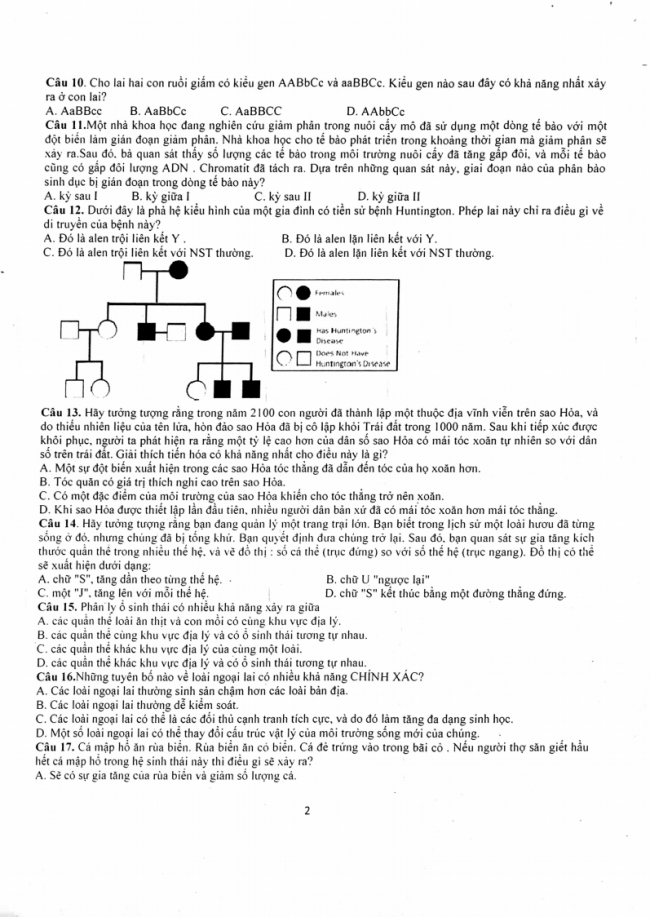 Câu 10. Cho lai hai con ruồi giấm có kiểu gen AABbCc và aaBBCc. Kiểu gen nào sau đây có khả năng nhất xảy
ra ở con lai?
A. AaBBcc B. AaBbCc C. AaBBCC D. AAbbCc
Câu 11.Một nhà khoa học đang nghiên cứu giảm phân trong nuôi cấy mô đã sử dụng một dòng tế bào với một
đột biến làm gián đoạn giảm phân. Nhà khoa học cho tế bào phát triển trong khoảng thời gian mà giảm phân sẽ
xảy ra.Sau đó, bà quan sát thấy số lượng các tế bào trong môi trường nuôi cấy đã tăng gấp đôi, và mỗi tế bào
cũng có gấp đôi lượng ADN . Chromatit đã tách ra. Dựa trên những quan sát này, giai đoạn nào của phân bào
sinh dục bị gián đoạn trong dòng tế bào này?
A. kỳ sau I B. kỳ giữa I C. kỳ sau II D. kỳ giữa II
Câu 12. Dưới đây là phả hệ kiểu hình của một gia đình có tiền sử bệnh Huntington. Phép lai này chỉ ra điều gì về
di truyền của bệnh này?
A. Đó là alen trội liên kết Y . B. Đó là alen lặn liên kết với Y.
C. Đó là alen trội liên kết với NST thường. D. Đó là alen lặn liên kết với NST thường.
Females
Males
Has Huntington's
Disease
Does Not Have
Huntington's Disease
Câu 13. Hãy tưởng tượng rằng trong năm 2100 con người đã thành lập một thuộc địa vĩnh viễn trên sao Hỏa, và
do thiếu nhiên liệu của tên lửa, hòn đảo sao Hỏa đã bị cô lập khỏi Trái đất trong 1000 năm. Sau khi tiếp xúc được
khôi phục, người ta phát hiện ra rằng một tỷ lệ cao hơn của dân số sao Hỏa có mái tóc xoăn tự nhiên so với dân
số trên trái đất. Giải thích tiến hóa có khả năng nhất cho điều này là gì?
A. Một sự đột biến xuất hiện trong các sao Hỏa tóc thẳng đã dẫn đến tóc của họ xoăn hơn.
B. Tóc quăn có giá trị thích nghi cao trên sao Hỏa.
C. Có một đặc điểm của môi trường của sao Hỏa khiến cho tóc thẳng trở nên xoăn.
D. Khi sao Hỏa được thiết lập lần đầu tiên, nhiều người dân bản xứ đã có mái tóc xoăn hơn mái tóc thẳng.
Câu 14. Hãy tưởng tượng rằng bạn đang quản lý một trang trại lớn. Bạn biết trong lịch sử một loài hươu đã từng
sống ở đó, nhưng chúng đã bị tống khứ. Bạn quyết định đưa chúng trở lại. Sau đó, bạn quan sát sự gia tăng kích
thước quần thể trong nhiều thế hệ, và vẽ đồ thị : số cá thể (trục đứng) so với số thế hệ (trục ngang). Đồ thị có thể
sẽ xuất hiện dưới dạng:
A. chữ "S", tăng dần theo từng thế hệ. B. chữ U "ngược lại"
C. một "J", tăng lên với mỗi thế hệ. D. chữ "S" kết thúc bằng một đường thẳng đứng.
Câu 15. Phân ly ổ sinh thái có nhiều khả năng xảy ra giữa
A. các quần thể loài ăn thịt và con mồi có cùng khu vực địa lý.
B. các quần thể cùng khu vực địa lý và có ổ sinh thái tương tự nhau.
C. các quần thể khác khu vực địa lý của cùng một loài.
D. các quần thể khác khu vực địa lý và có ổ sinh thái tương tự nhau.
Câu 16.Những tuyên bố nào về loài ngoại lai có nhiều khả năng CHÍNH XÁC?
A. Các loài ngoại lai thường sinh sản chậm hơn các loài bản địa.
B. Các loài ngoại lai thường dễ kiểm soát.
C. Các loài ngoại lai có thể là các đối thủ cạnh tranh tích cực, và do đó làm tăng đa dạng sinh học.
D. Một số loài ngoại lai có thể thay đổi cấu trúc vật lý của môi trường sống mới của chúng.
Câu 17. Cá mập hổ ăn rùa biển. Rùa biển ăn cỏ biển. Cá đẻ trứng vào trong bãi cỏ . Nếu người thợ săn giết hầu
hết cá mập hổ trong hệ sinh thái này thì điều gì sẽ xảy ra?
A. Sẽ có sự gia tăng của rùa biển và giảm số lượng cá.
2